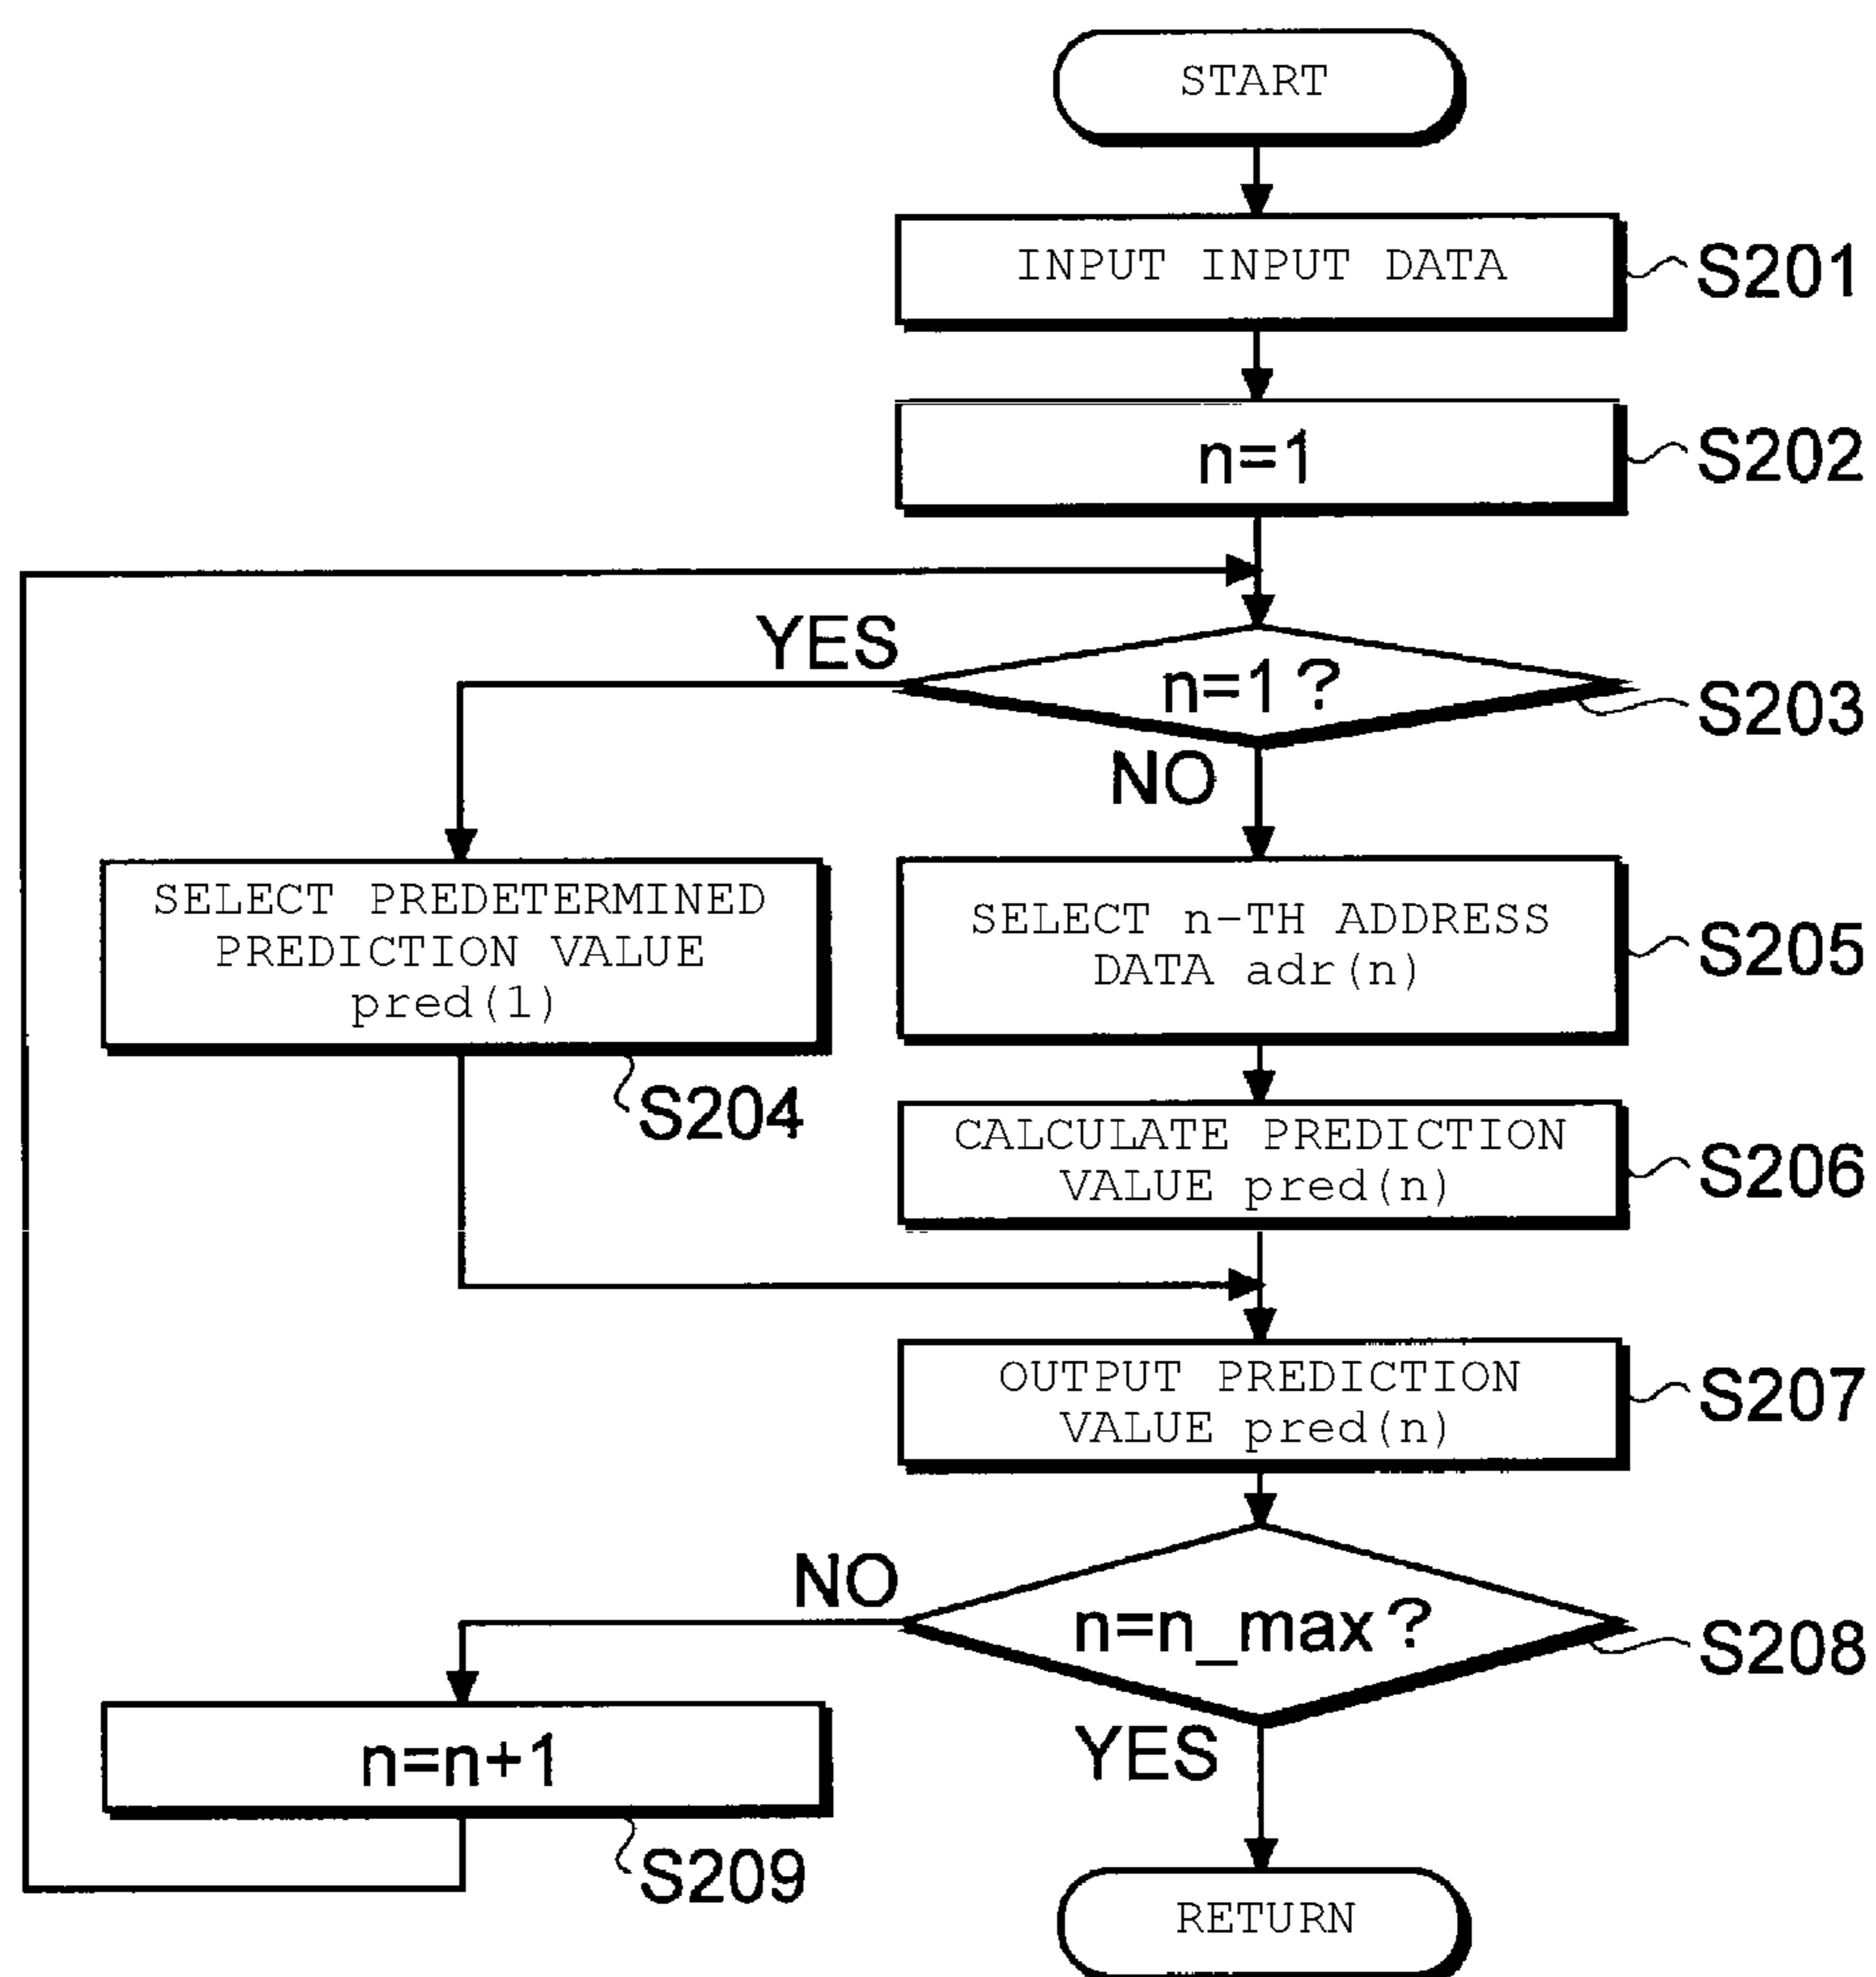 START
INPUT INPUT DATA
S201
n=1
S202
YES
n=1?
S203
NO
SELECT PREDETERMINED
PREDICTION VALUE
pred(1)
S204
SELECT n-TH ADDRESS
DATA adr(n)
S205
CALCULATE PREDICTION
VALUE pred(n)
S206
OUTPUT PREDICTION
VALUE pred(n)
S207
NO
n=n_max?
S208
YES
n=n+1
S209
RETURN